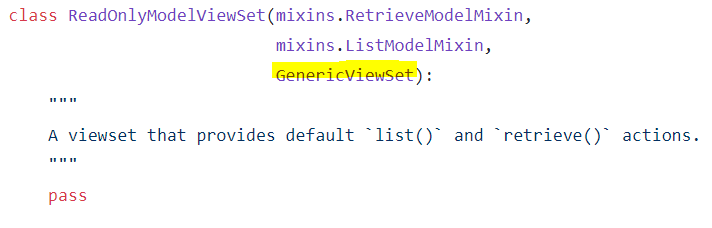 class ReadOnlyModelViewSet(mixins.RetrieveModelMixin,
                           mixins.ListModelMixin,
                           GenericViewSet):
    """
    A viewset that provides default `list()` and `retrieve()` actions.
    """
    pass